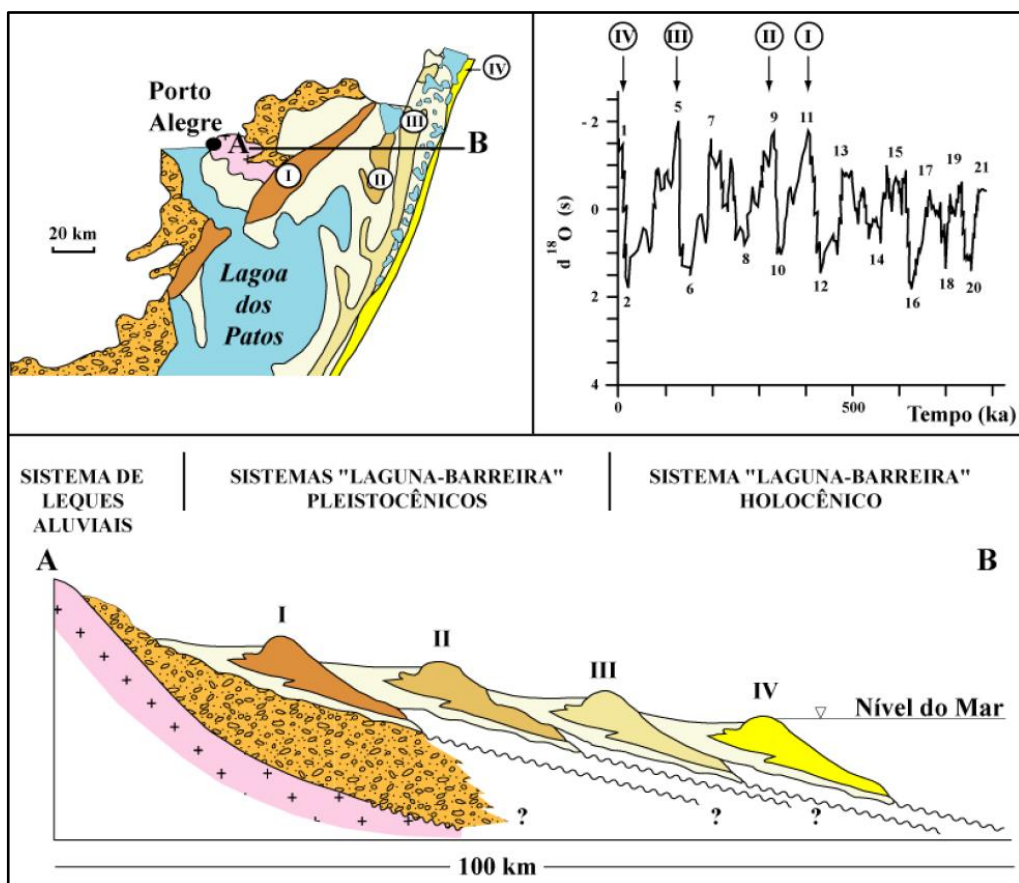 Porto
Alegre
A
B
I
II
III
IV
20 km
Lagoa
dos
Patos
IV
III
II
I
d 18 O (s)
-2
0
2
4
1
2
5
6
7
8
9
10
11
12
13
14
15
16
17
18
19
20
21
0
500
Tempo (ka)
SISTEMA DE
LEQUES
ALUVIAIS
SISTEMAS "LAGUNA-BARREIRA"
PLEISTOCÊNICOS
SISTEMA "LAGUNA-BARREIRA"
HOLOCÊNICO
A
B
I
II
III
IV
Nível do Mar
? ? ?
100 km